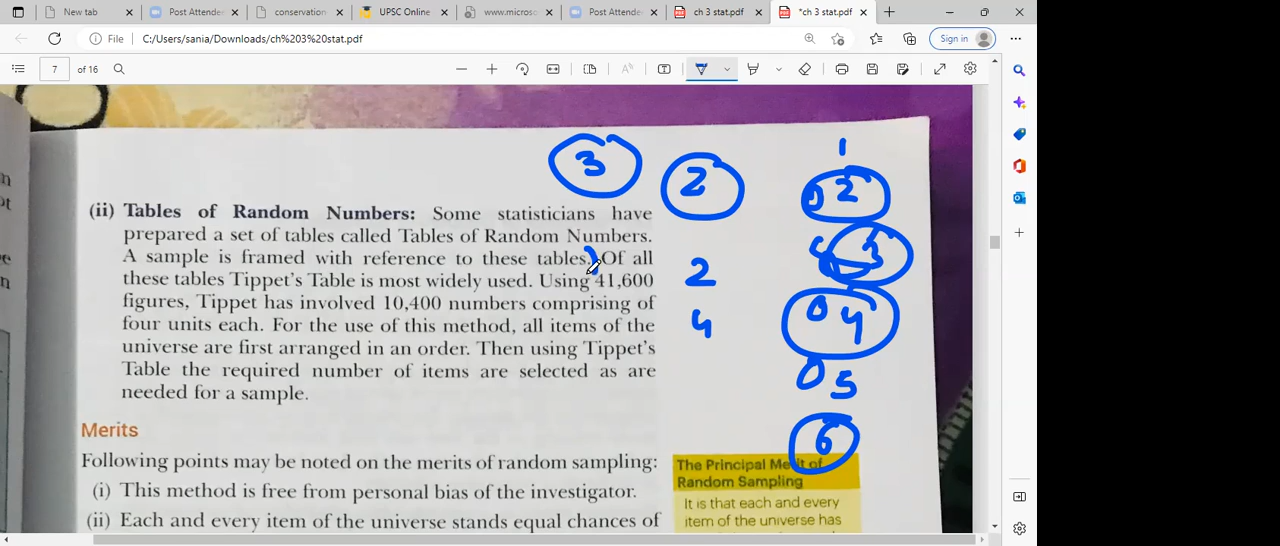 New tab
Post Attende
conservation
UPSC Online
www.micros
Post Attende
ch 3 stat.pdf
*ch 3 stat.pdf
File C:/Users/sania/Downloads/ch%203%20stat.pdf
Sign in
7 of 16
3 2 1
2
3
2
4 0 4
0 5
6
(ii) Tables of Random Numbers: Some statisticians have
prepared a set of tables called Tables of Random Numbers.
A sample is framed with reference to these tables. Of all
these tables Tippet's Table is most widely used. Using 41,600
figures, Tippet has involved 10,400 numbers comprising of
four units each. For the use of this method, all items of the
universe are first arranged in an order. Then using Tippet's
Table the required number of items are selected as are
needed for a sample.
Merits
Following points may be noted on the merits of random sampling:
(i) This method is free from personal bias of the investigator.
(ii) Each and every item of the universe stands equal chances of
The Principal Merit of
Random Sampling
It is that each and every
item of the universe has